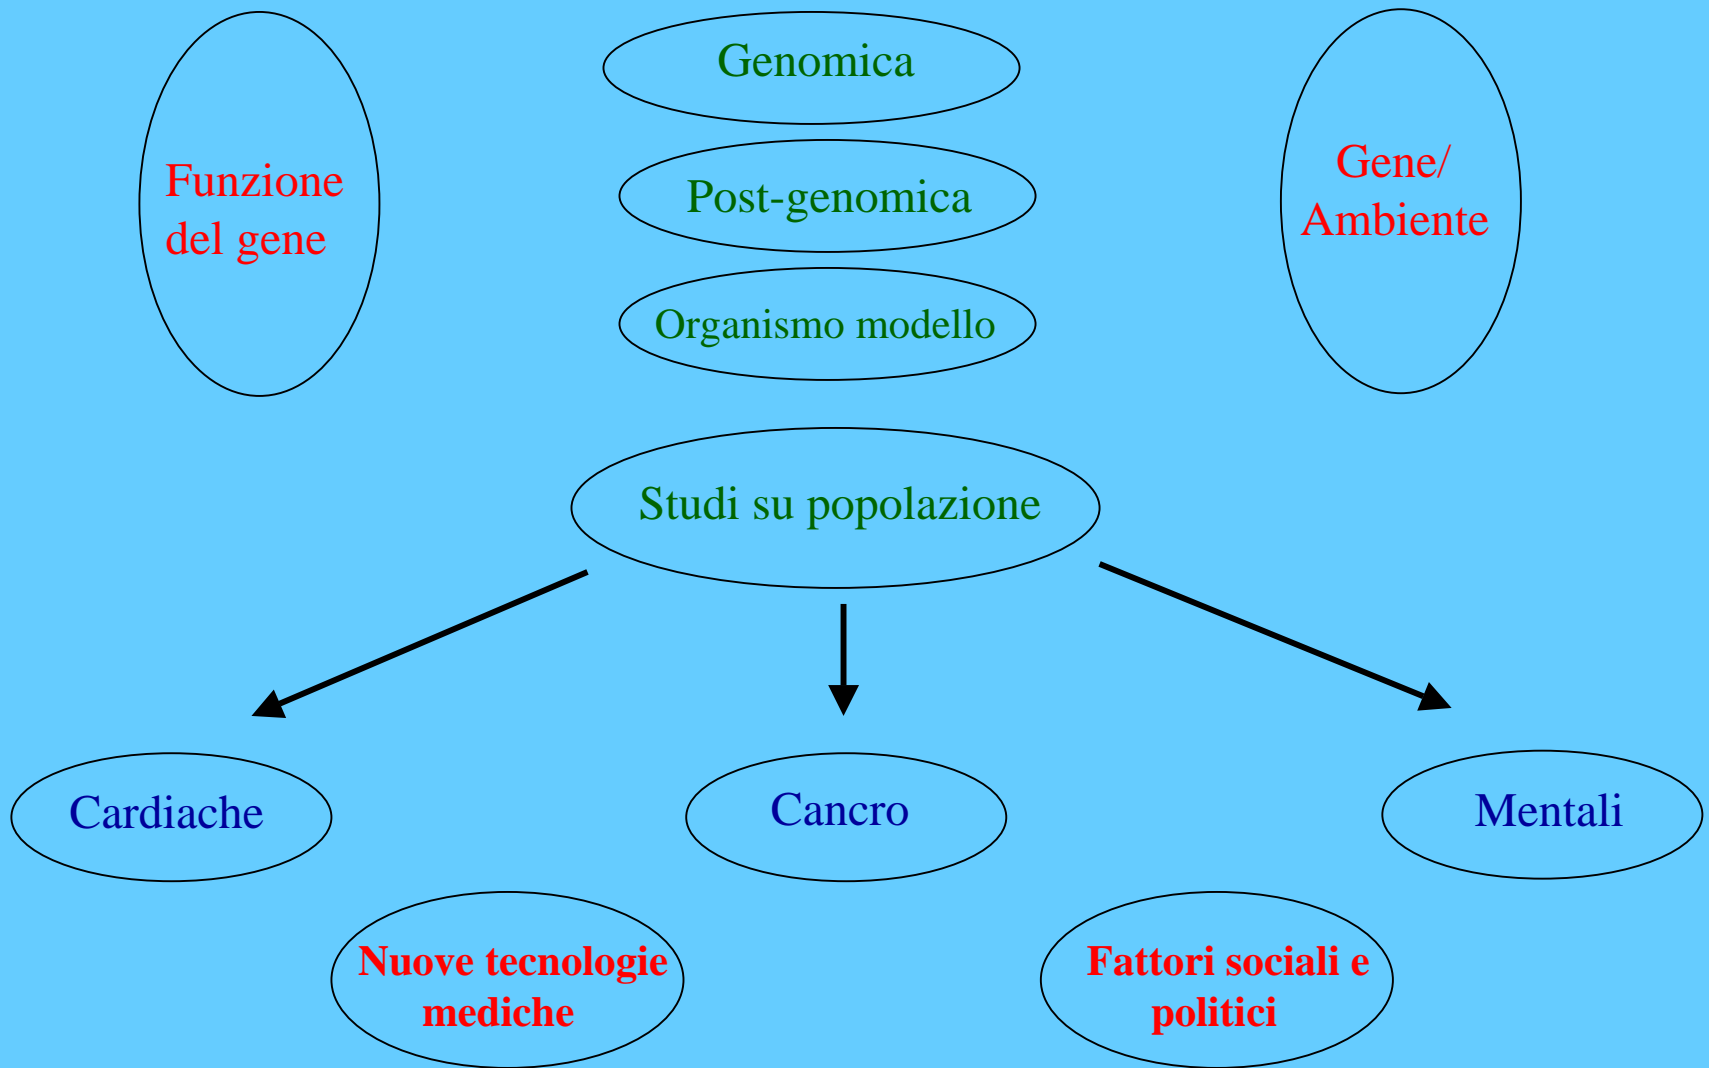 Genomica
Funzione
del gene
Post-genomica
Gene/
Ambiente
Organismo modello
Studi su popolazione
Cardiache
Cancro
Mentali
Nuove tecnologie
mediche
Fattori sociali e
politici